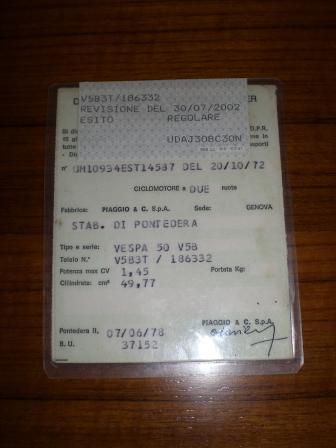 V5B3T/186332
REVISIONE DEL 30/07/2002
ESITO REGOLARE
UDAJ308C30N
n° OM10934EST14587 DEL 20/10/72
CICLOMOTORE a DUE ruote
Fabbrica: PIAGGIO & C. S.p.A. Sede: GENOVA
STAB. DI PONTEDERA
Tipo e serie: VESPA 50 V5B
Telaio N.° V5B3T / 186332
Potenza max CV 1,45 Portata Kg:
Cilindrata: cm³ 49,77
PIAGGIO & C. S.p.A.
Pontedera lì, 07/06/78
B. U. 37152